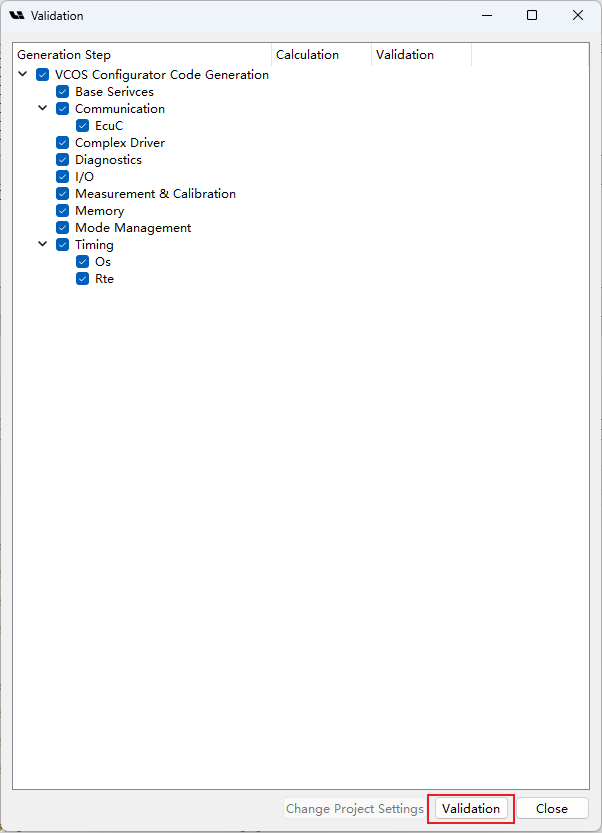 Validation
Generation Step Calculation Validation
VCOS Configurator Code Generation
Base Serivces
Communication
EcuC
Complex Driver
Diagnostics
I/O
Measurement & Calibration
Memory
Mode Management
Timing
Os
Rte
Change Project Settings Validation Close